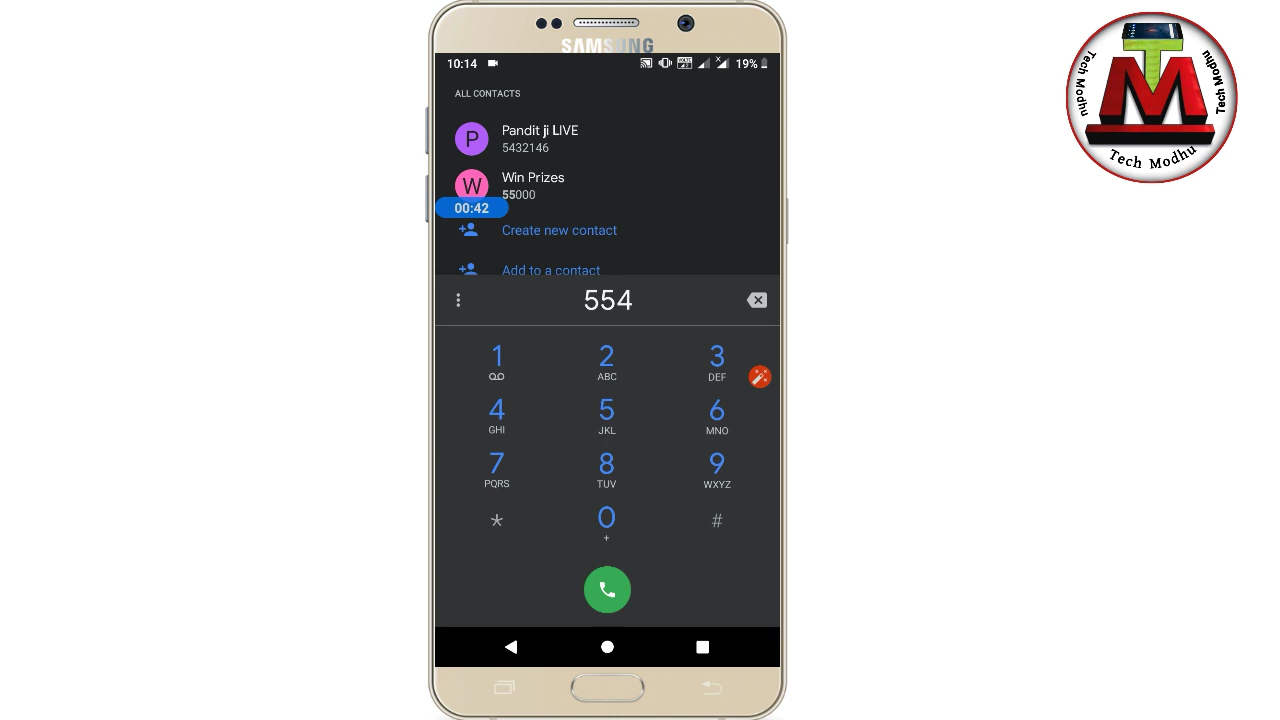 SAMSUNG
10:14
19%
ALL CONTACTS
P
Pandit ji LIVE
5432146
W
Win Prizes
55000
00:42
Create new contact
Add to a contact
554
1
2
ABC
3
DEF
4
GHI
5
JKL
6
MNO
7
PQRS
8
TUV
9
WXYZ
*
0
+
#
Tech Modhu
TM
Tech Modhu
Tech Modhu